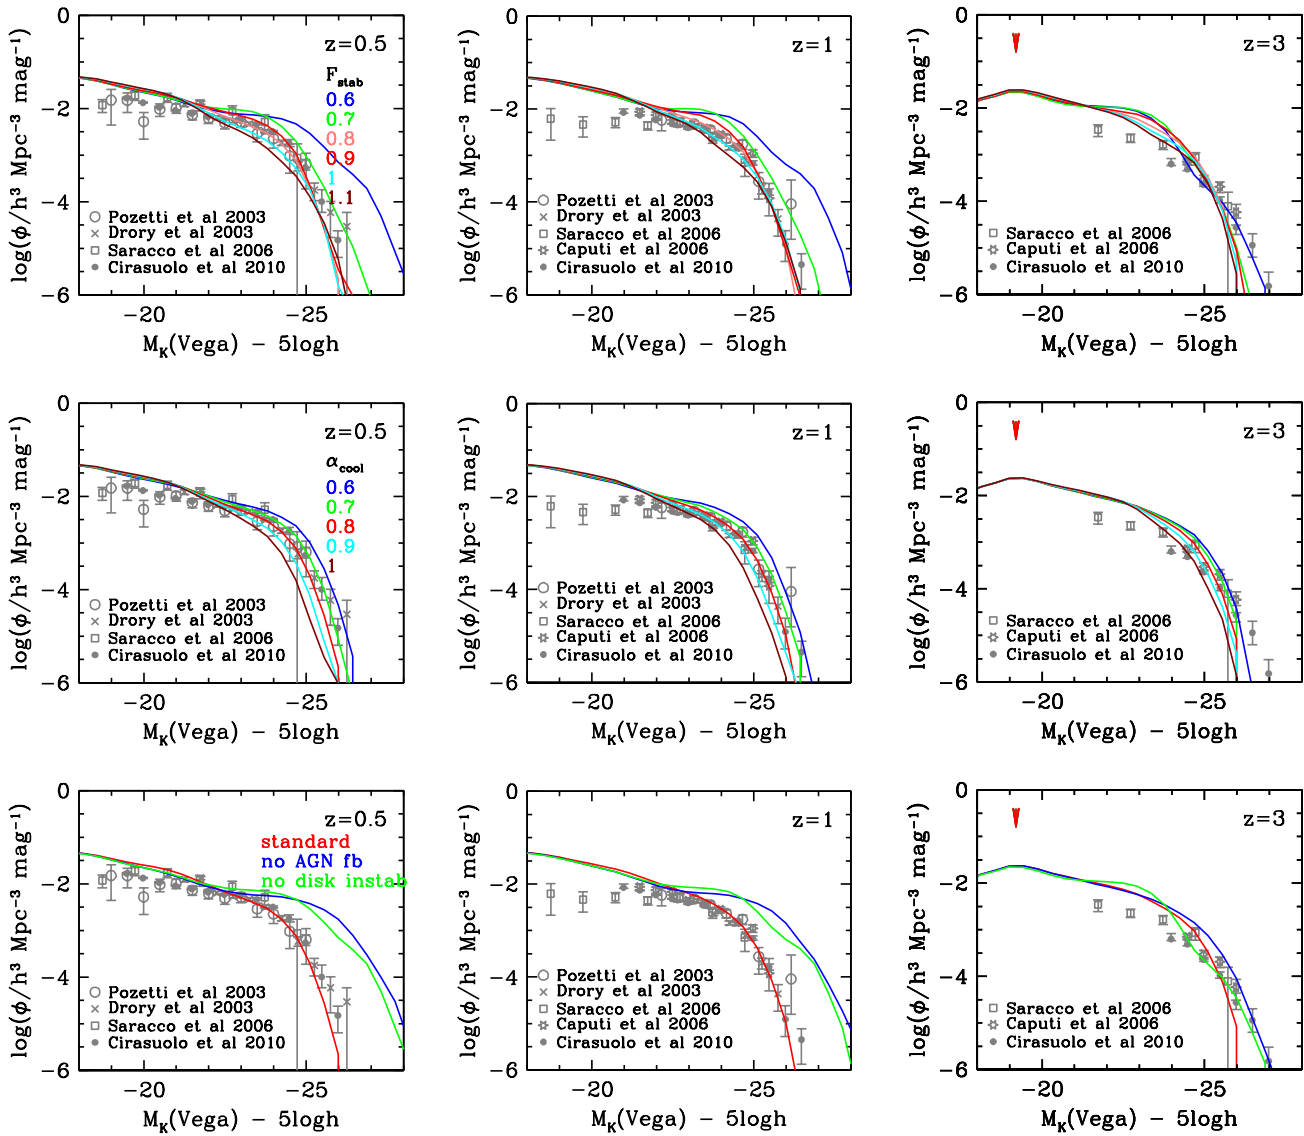 0
−2
−4
−6
−20
−25
log(ϕ/h³ Mpc⁻³ mag⁻¹)
M_K(Vega) − 5logh
z=0.5
F_stab
0.6
0.7
0.8
0.9
1
1.1
Pozetti et al 2003
Drory et al 2003
Saracco et al 2006
Cirasuolo et al 2010
0
−2
−4
−6
−20
−25
log(ϕ/h³ Mpc⁻³ mag⁻¹)
M_K(Vega) − 5logh
z=1
Pozetti et al 2003
Drory et al 2003
Saracco et al 2006
Caputi et al 2006
Cirasuolo et al 2010
0
−2
−4
−6
−20
−25
log(ϕ/h³ Mpc⁻³ mag⁻¹)
M_K(Vega) − 5logh
z=3
Saracco et al 2006
Caputi et al 2006
Cirasuolo et al 2010
0
−2
−4
−6
−20
−25
log(ϕ/h³ Mpc⁻³ mag⁻¹)
M_K(Vega) − 5logh
z=0.5
α_cool
0.6
0.7
0.8
0.9
1
Pozetti et al 2003
Drory et al 2003
Saracco et al 2006
Cirasuolo et al 2010
0
−2
−4
−6
−20
−25
log(ϕ/h³ Mpc⁻³ mag⁻¹)
M_K(Vega) − 5logh
z=1
Pozetti et al 2003
Drory et al 2003
Saracco et al 2006
Caputi et al 2006
Cirasuolo et al 2010
0
−2
−4
−6
−20
−25
log(ϕ/h³ Mpc⁻³ mag⁻¹)
M_K(Vega) − 5logh
z=3
Saracco et al 2006
Caputi et al 2006
Cirasuolo et al 2010
0
−2
−4
−6
−20
−25
log(ϕ/h³ Mpc⁻³ mag⁻¹)
M_K(Vega) − 5logh
z=0.5
standard
no AGN fb
no disk instab
Pozetti et al 2003
Drory et al 2003
Saracco et al 2006
Cirasuolo et al 2010
0
−2
−4
−6
−20
−25
log(ϕ/h³ Mpc⁻³ mag⁻¹)
M_K(Vega) − 5logh
z=1
Pozetti et al 2003
Drory et al 2003
Saracco et al 2006
Caputi et al 2006
Cirasuolo et al 2010
0
−2
−4
−6
−20
−25
log(ϕ/h³ Mpc⁻³ mag⁻¹)
M_K(Vega) − 5logh
z=3
Saracco et al 2006
Caputi et al 2006
Cirasuolo et al 2010